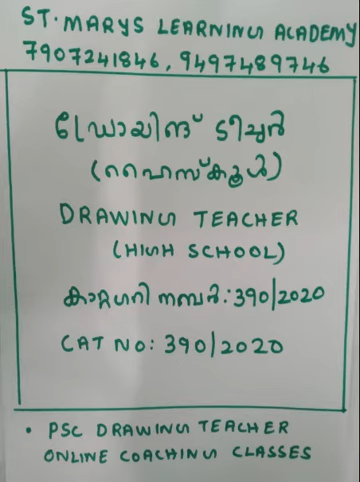 ST. MARYS LEARNING ACADEMY
7907241846, 9497489746
ഡ്രോയിങ് ടീച്ചർ
(ഹൈസ്കൂൾ)
DRAWING TEACHER
(HIGH SCHOOL)
കാറ്റഗറി നമ്പർ: 390/2020
CAT NO: 390/2020
• PSC DRAWING TEACHER
ONLINE COACHING CLASSES